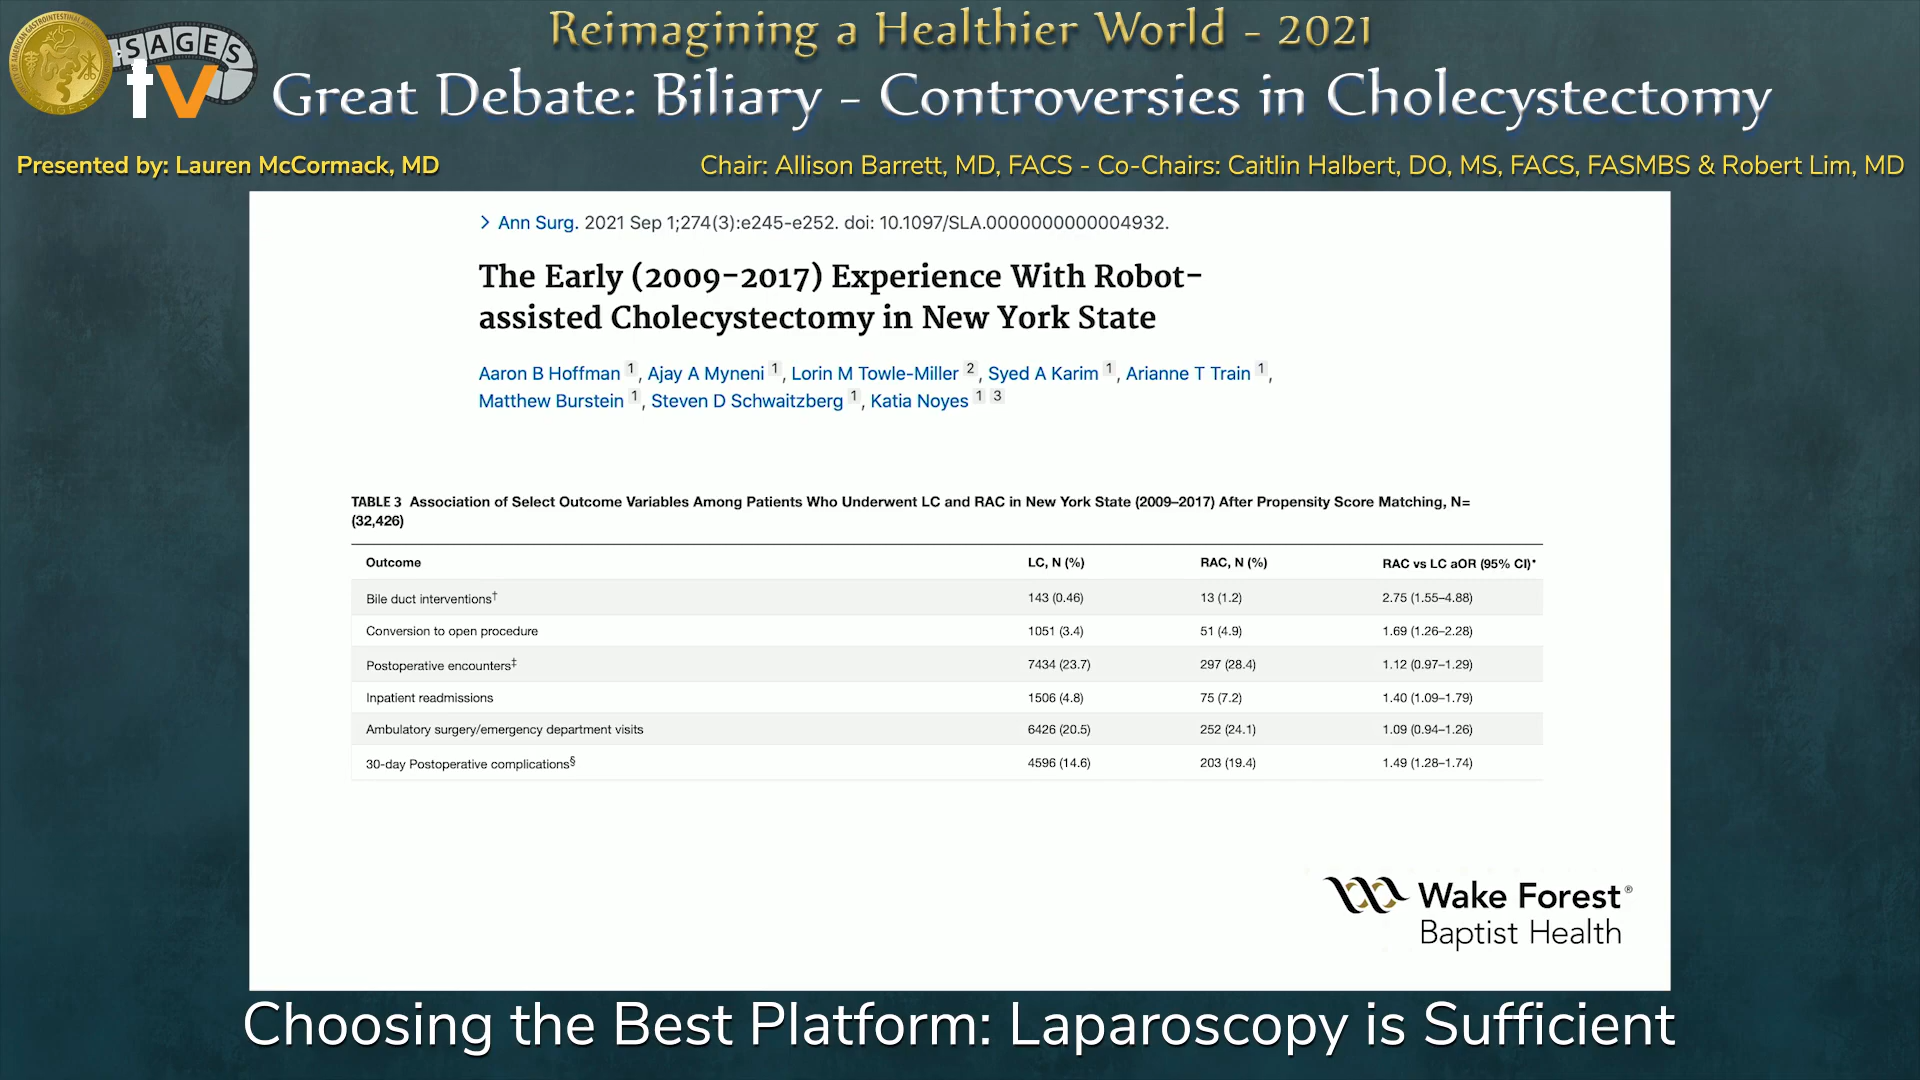 Reimagining a Healthier World - 2021
SAGES
tv
Great Debate: Biliary - Controversies in Cholecystectomy
Presented by: Lauren McCormack, MD
Chair: Allison Barrett, MD, FACS - Co-Chairs: Caitlin Halbert, DO, MS, FACS, FASMBS & Robert Lim, MD
> Ann Surg. 2021 Sep 1;274(3):e245-e252. doi: 10.1097/SLA.0000000000004932.
The Early (2009-2017) Experience With Robot-
assisted Cholecystectomy in New York State
Aaron B Hoffman 1, Ajay A Myneni 1, Lorin M Towle-Miller 2, Syed A Karim 1, Arianne T Train 1,
Matthew Burstein 1, Steven D Schwaitzberg 1, Katia Noyes 1 3
TABLE 3 Association of Select Outcome Variables Among Patients Who Underwent LC and RAC in New York State (2009–2017) After Propensity Score Matching, N=
(32,426)
Outcome LC, N (%) RAC, N (%) RAC vs LC aOR (95% CI)*
Bile duct interventions† 143 (0.46) 13 (1.2) 2.75 (1.55–4.88)
Conversion to open procedure 1051 (3.4) 51 (4.9) 1.69 (1.26–2.28)
Postoperative encounters‡ 7434 (23.7) 297 (28.4) 1.12 (0.97–1.29)
Inpatient readmissions 1506 (4.8) 75 (7.2) 1.40 (1.09–1.79)
Ambulatory surgery/emergency department visits 6426 (20.5) 252 (24.1) 1.09 (0.94–1.26)
30-day Postoperative complications§ 4596 (14.6) 203 (19.4) 1.49 (1.28–1.74)
Wake Forest®
Baptist Health
Choosing the Best Platform: Laparoscopy is Sufficient